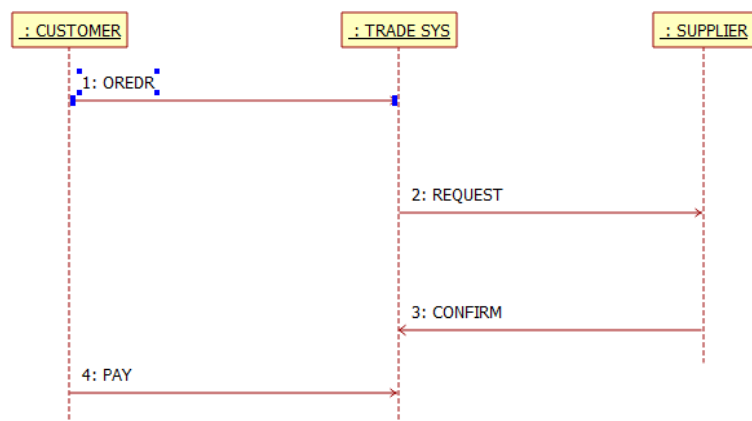 : CUSTOMER
: TRADE SYS
: SUPPLIER
1: OREDR
2: REQUEST
3: CONFIRM
4: PAY